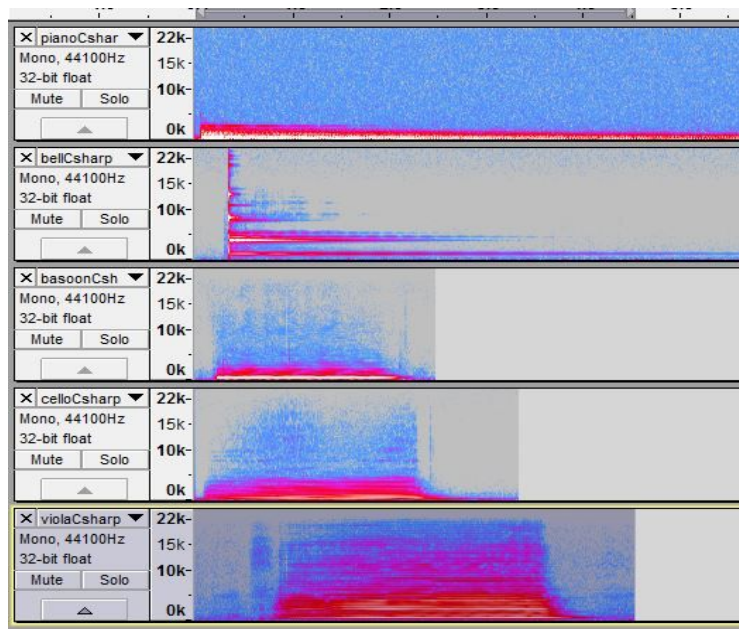 pianoCshar
Mono, 44100Hz
32-bit float
Mute Solo
22k-
15k-
10k-
0k
bellCsharp
Mono, 44100Hz
32-bit float
Mute Solo
22k-
15k-
10k-
0k
basoonCsh
Mono, 44100Hz
32-bit float
Mute Solo
22k-
15k-
10k-
0k
celloCsharp
Mono, 44100Hz
32-bit float
Mute Solo
22k-
15k-
10k-
0k
violaCsharp
Mono, 44100Hz
32-bit float
Mute Solo
22k-
15k-
10k-
0k